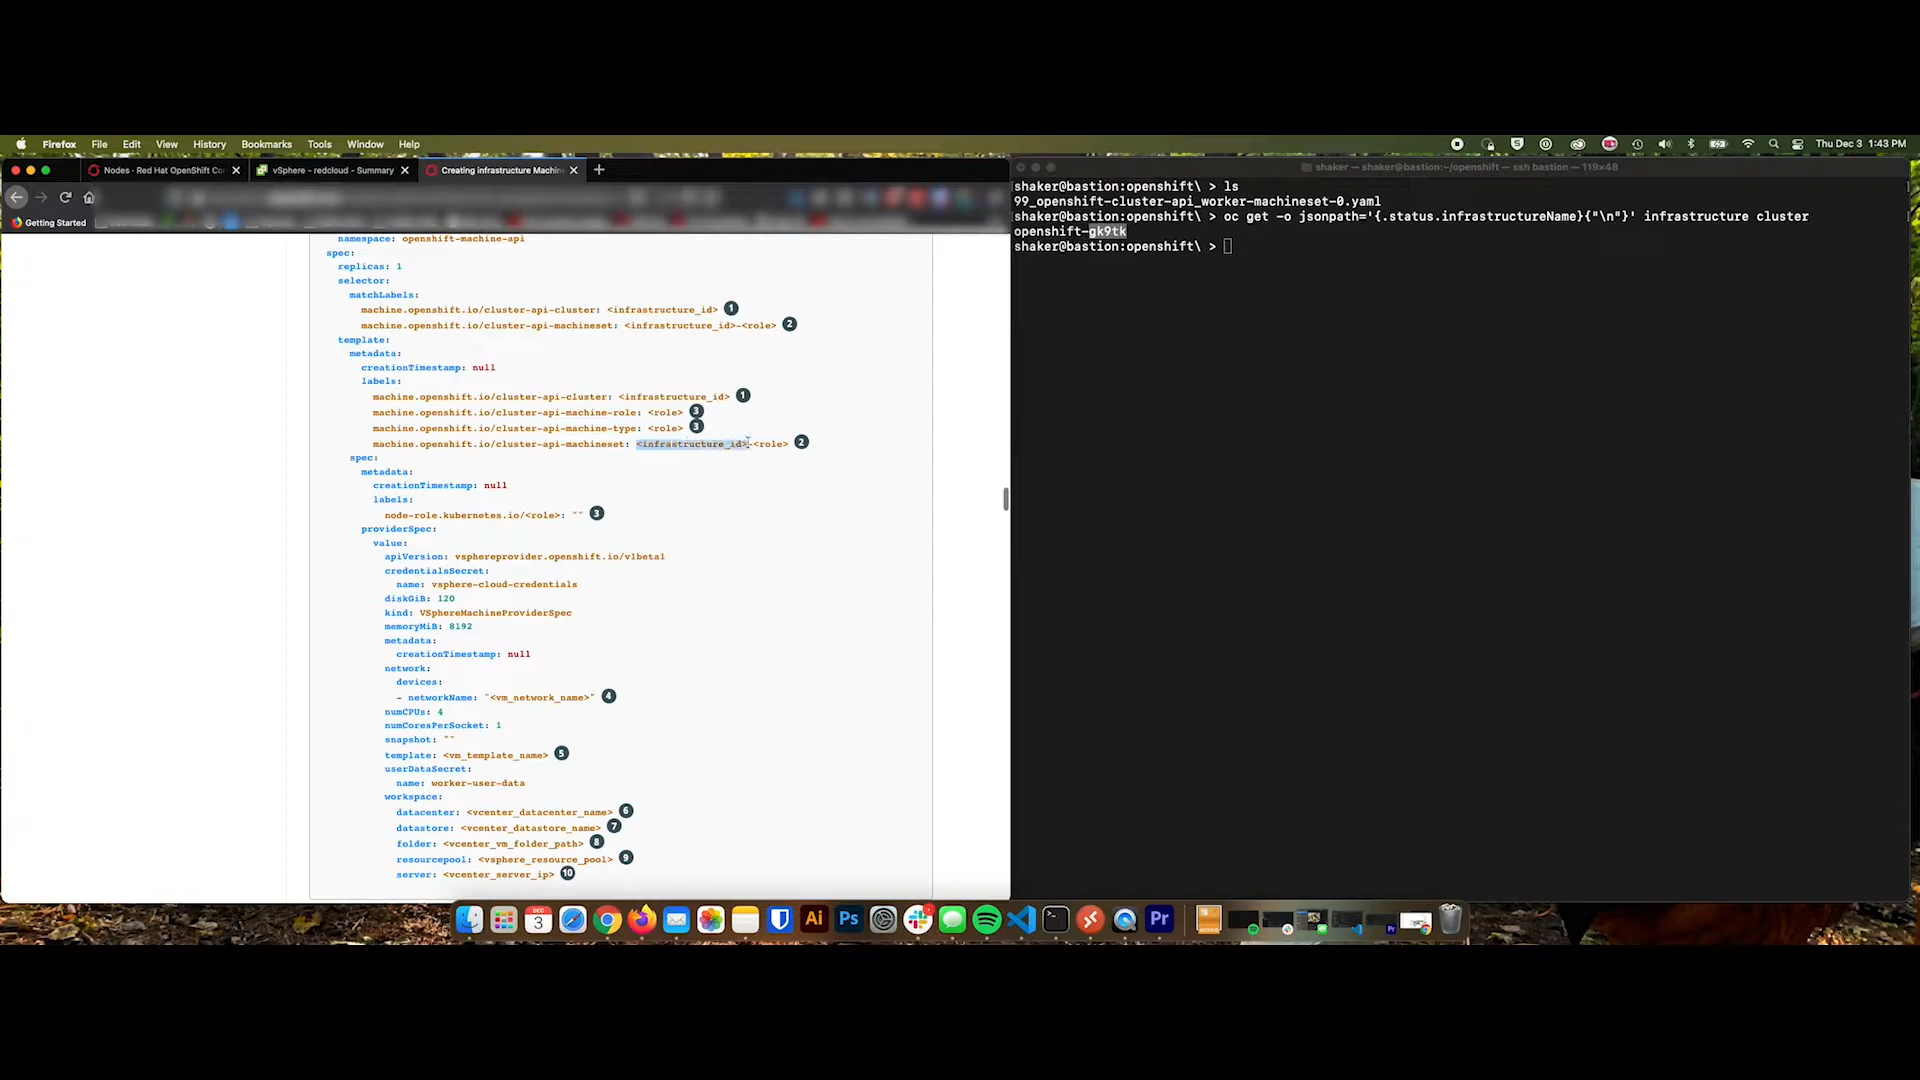 Firefox File Edit View History Bookmarks Tools Window Help Thu Dec 3 1:43 PM
Nodes · Red Hat OpenShift Co vSphere - redcloud - Summary Creating infrastructure Machin
Getting Started
namespace: openshift-machine-api
spec:
replicas: 1
selector:
matchLabels:
machine.openshift.io/cluster-api-cluster: <infrastructure_id> 1
machine.openshift.io/cluster-api-machineset: <infrastructure_id>-<role> 2
template:
metadata:
creationTimestamp: null
labels:
machine.openshift.io/cluster-api-cluster: <infrastructure_id> 1
machine.openshift.io/cluster-api-machine-role: <role> 3
machine.openshift.io/cluster-api-machine-type: <role> 3
machine.openshift.io/cluster-api-machineset: <infrastructure_id>-<role> 2
spec:
metadata:
creationTimestamp: null
labels:
node-role.kubernetes.io/<role>: "" 3
providerSpec:
value:
apiVersion: vsphereprovider.openshift.io/v1beta1
credentialsSecret:
name: vsphere-cloud-credentials
diskGiB: 120
kind: VSphereMachineProviderSpec
memoryMiB: 8192
metadata:
creationTimestamp: null
network:
devices:
- networkName: "<vm_network_name>" 4
numCPUs: 4
numCoresPerSocket: 1
snapshot: ""
template: <vm_template_name> 5
userDataSecret:
name: worker-user-data
workspace:
datacenter: <vcenter_datacenter_name> 6
datastore: <vcenter_datastore_name> 7
folder: <vcenter_vm_folder_path> 8
resourcepool: <vsphere_resource_pool> 9
server: <vcenter_server_ip> 10
shaker — shaker@bastion:~/openshift — ssh bastion — 119×48
shaker@bastion:openshift\ > ls
99_openshift-cluster-api_worker-machineset-0.yaml
shaker@bastion:openshift\ > oc get -o jsonpath='{.status.infrastructureName}{"\n"}' infrastructure cluster
openshift-gk9tk
shaker@bastion:openshift\ >
DEC
3
Ai
Ps
Pr